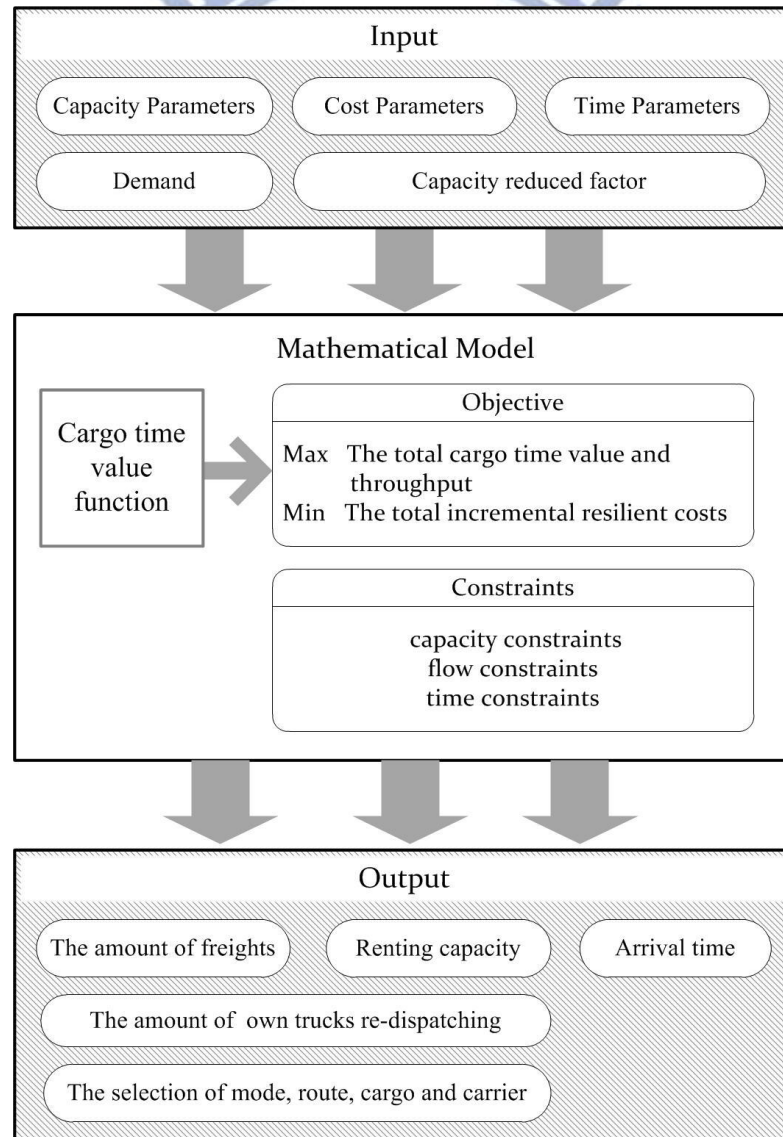 Input
Capacity Parameters
Cost Parameters
Time Parameters
Demand
Capacity reduced factor
Mathematical Model
Cargo time
value
function
Objective
Max The total cargo time value and
throughput
Min The total incremental resilient costs
Constraints
capacity constraints
flow constraints
time constraints
Output
The amount of freights
Renting capacity
Arrival time
The amount of own trucks re-dispatching
The selection of mode, route, cargo and carrier